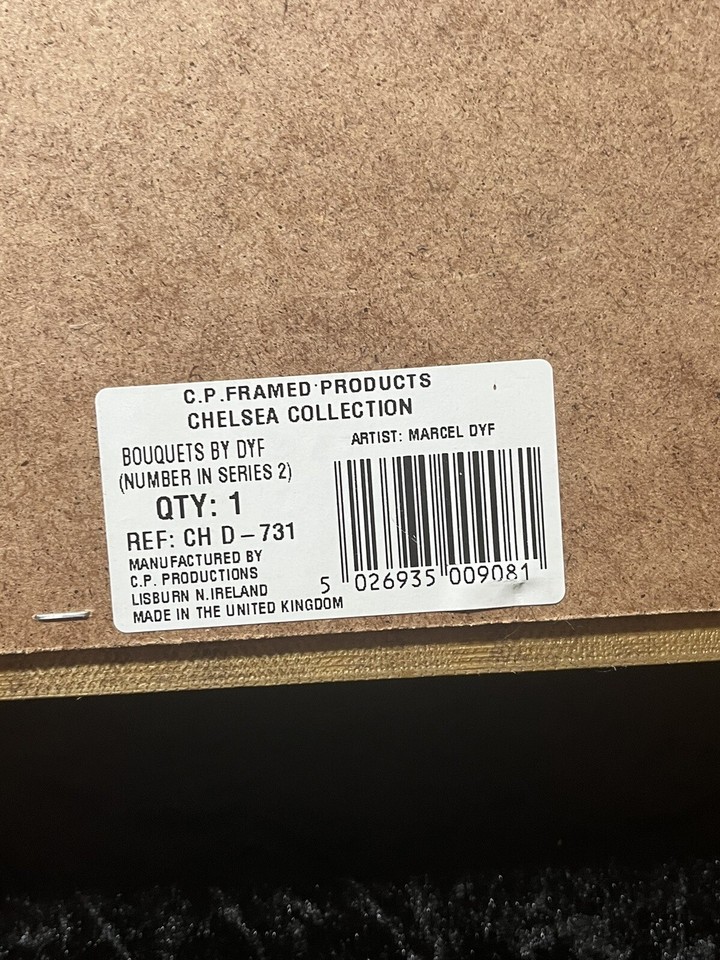 C.P.FRAMED PRODUCTS
CHELSEA COLLECTION
BOUQUETS BY DYF
(NUMBER IN SERIES 2)
ARTIST: MARCEL DYF
QTY: 1
REF: CH D-731
MANUFACTURED BY
C.P. PRODUCTIONS
LISBURN N.IRELAND
MADE IN THE UNITED KINGDOM
5 026935 009081